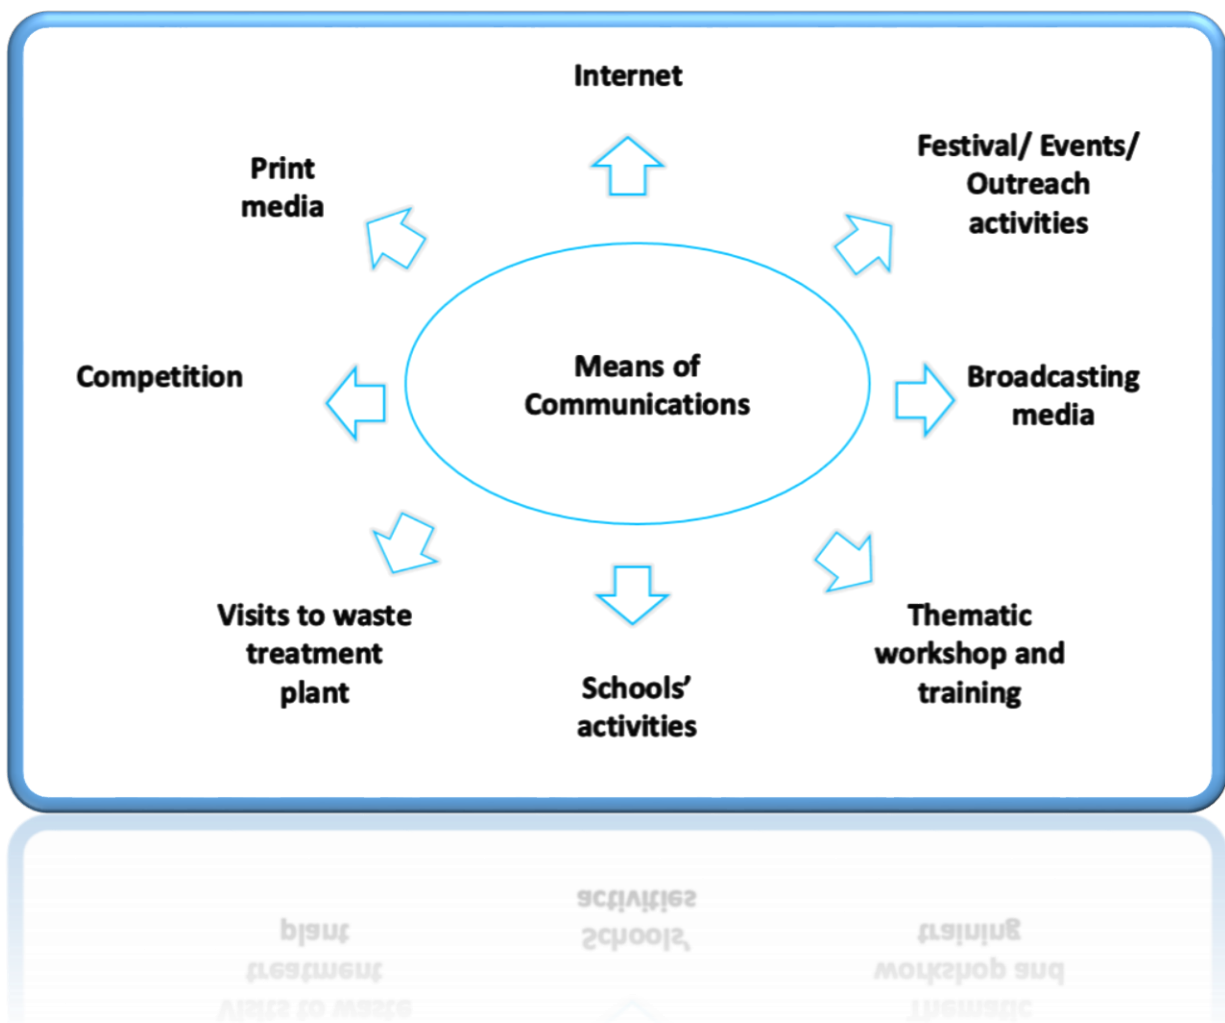 Internet
Festival/ Events/
Outreach
activities
Print
media
Means of
Communications
Competition
Broadcasting
media
Visits to waste
treatment
plant
Schools’
activities
Thematic
workshop and
training